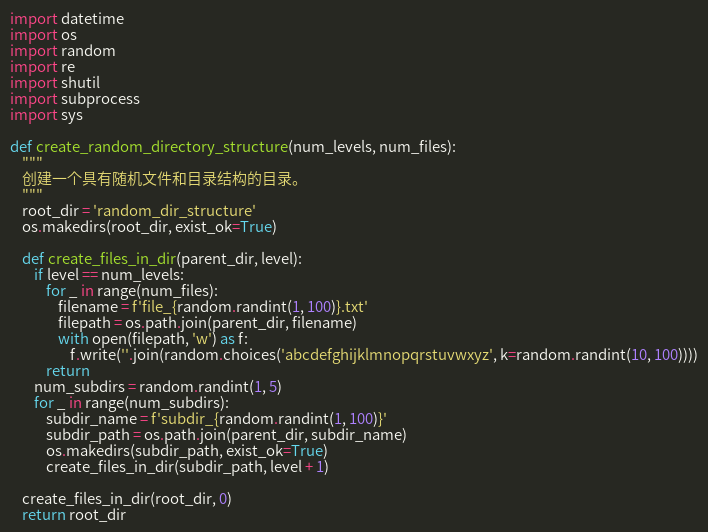 import datetime
import os
import random
import re
import shutil
import subprocess
import sys

def create_random_directory_structure(num_levels, num_files):
    """
    创建一个具有随机文件和目录结构的目录。
    """
    root_dir = 'random_dir_structure'
    os.makedirs(root_dir, exist_ok=True)

    def create_files_in_dir(parent_dir, level):
        if level == num_levels:
            for _ in range(num_files):
                filename = f'file_{random.randint(1, 100)}.txt'
                filepath = os.path.join(parent_dir, filename)
                with open(filepath, 'w') as f:
                    f.write(''.join(random.choices('abcdefghijklmnopqrstuvwxyz', k=random.randint(10, 100))))
            return
        num_subdirs = random.randint(1, 5)
        for _ in range(num_subdirs):
            subdir_name = f'subdir_{random.randint(1, 100)}'
            subdir_path = os.path.join(parent_dir, subdir_name)
            os.makedirs(subdir_path, exist_ok=True)
            create_files_in_dir(subdir_path, level + 1)

    create_files_in_dir(root_dir, 0)
    return root_dir